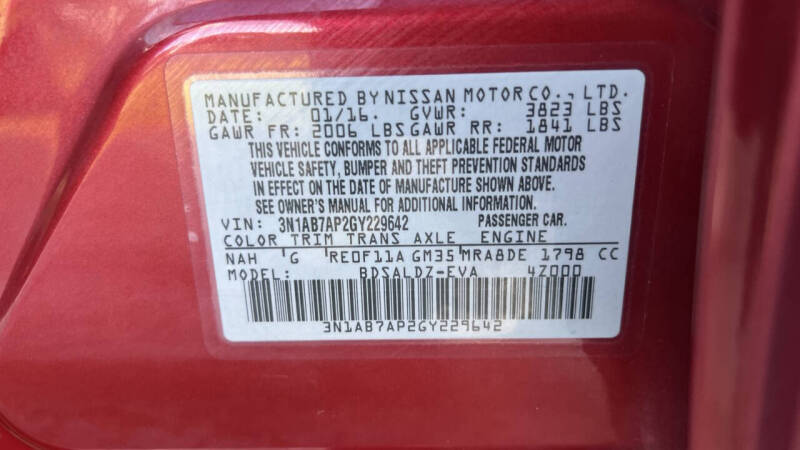 MANUFACTURED BY NISSAN MOTOR CO., LTD.
DATE: 01/16. GVWR: 3823 LBS
GAWR FR: 2006 LBS GAWR RR: 1841 LBS
THIS VEHICLE CONFORMS TO ALL APPLICABLE FEDERAL MOTOR
VEHICLE SAFETY, BUMPER AND THEFT PREVENTION STANDARDS
IN EFFECT ON THE DATE OF MANUFACTURE SHOWN ABOVE.
SEE OWNER'S MANUAL FOR ADDITIONAL INFORMATION.
VIN: 3N1AB7AP2GY229642 PASSENGER CAR.
COLOR TRIM TRANS AXLE ENGINE
NAH G RE0F11A GM35 MRA8DE 1798 CC
MODEL: BDSALDZ-EVA 4Z000
3N1AB7AP2GY229642